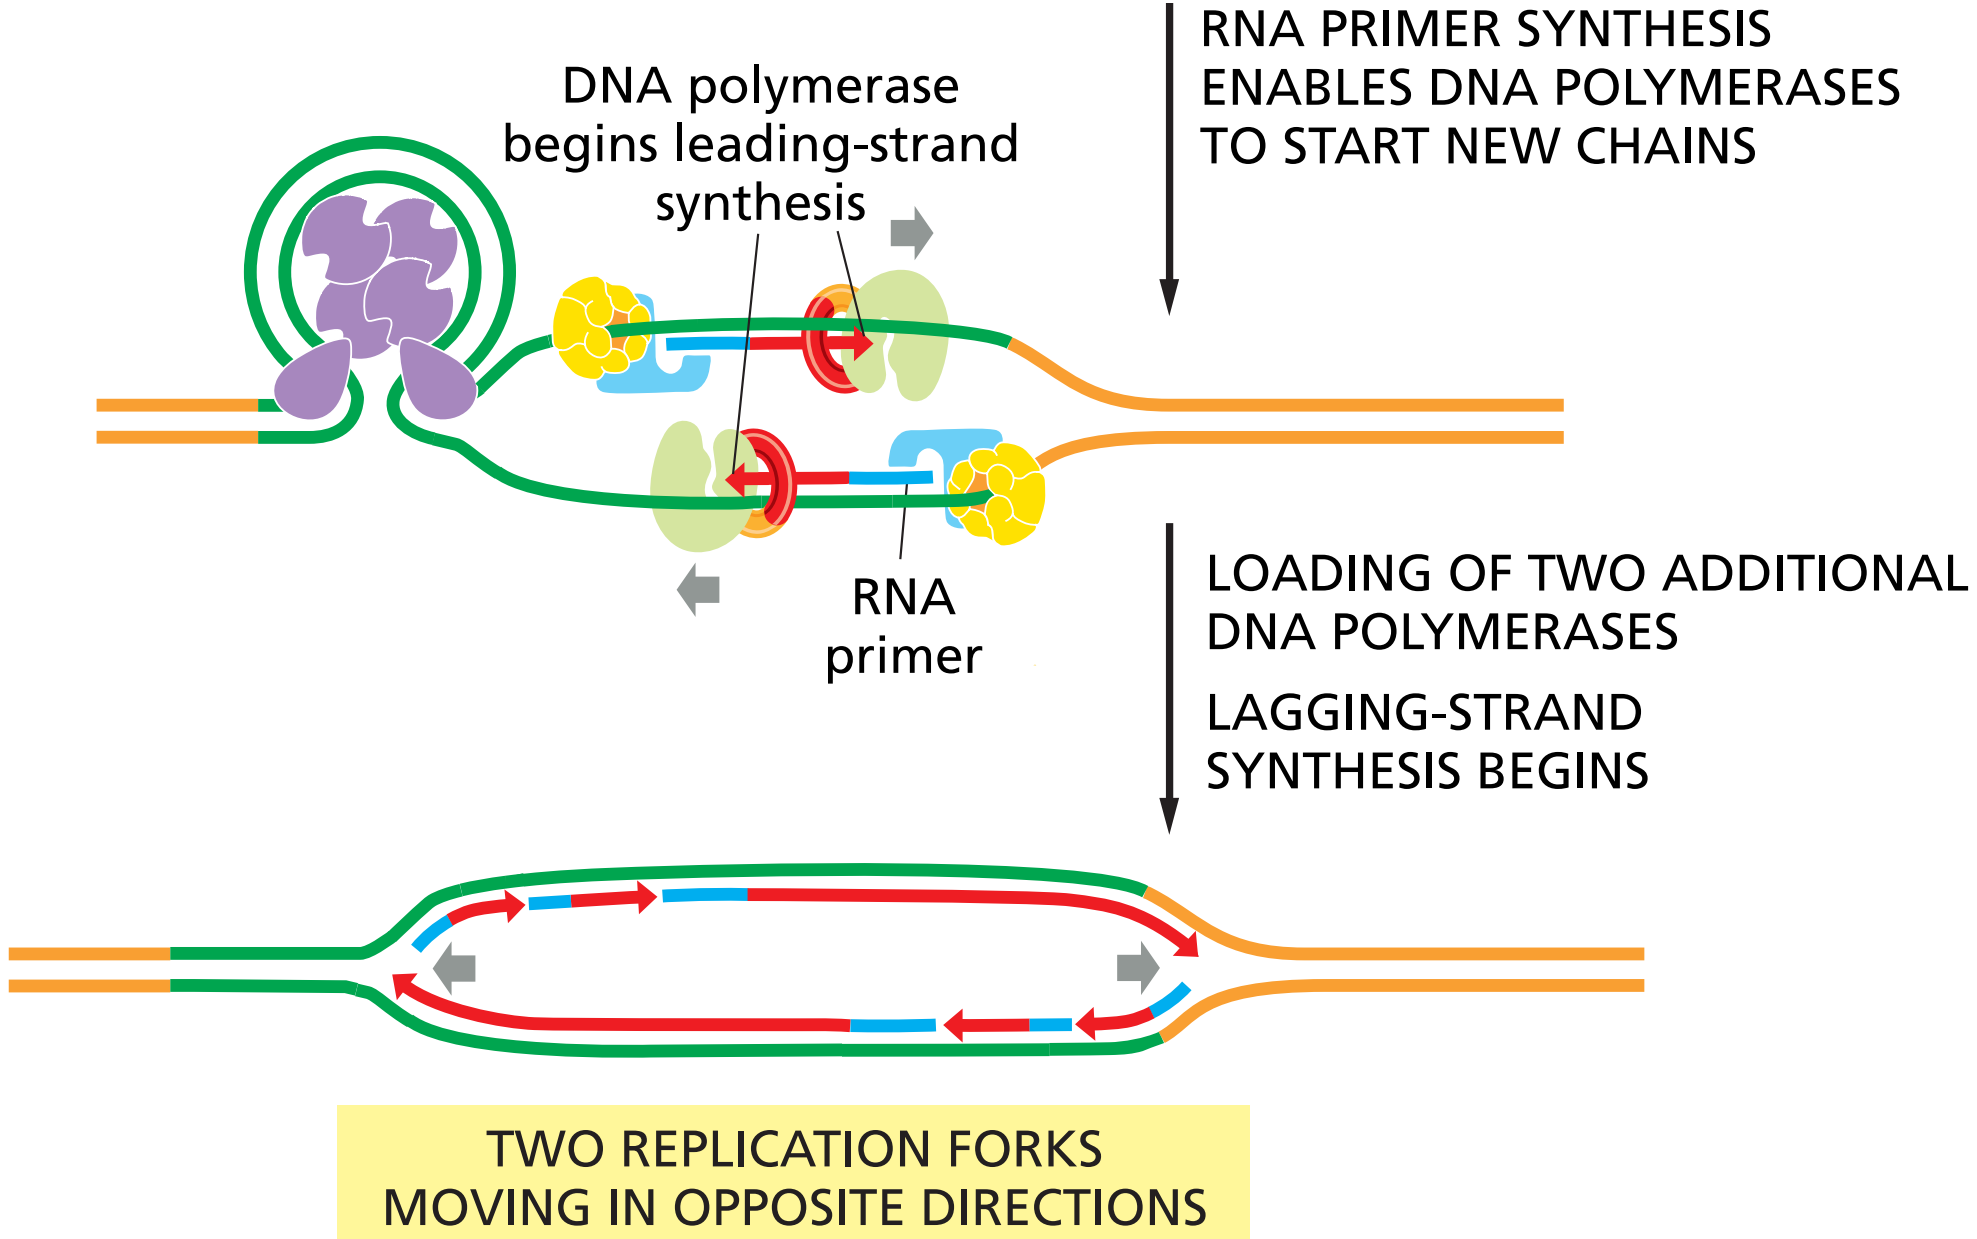 RNA PRIMER SYNTHESIS
ENABLES DNA POLYMERASES
TO START NEW CHAINS
DNA polymerase
begins leading-strand
synthesis
RNA
primer
LOADING OF TWO ADDITIONAL
DNA POLYMERASES
LAGGING-STRAND
SYNTHESIS BEGINS
TWO REPLICATION FORKS
MOVING IN OPPOSITE DIRECTIONS